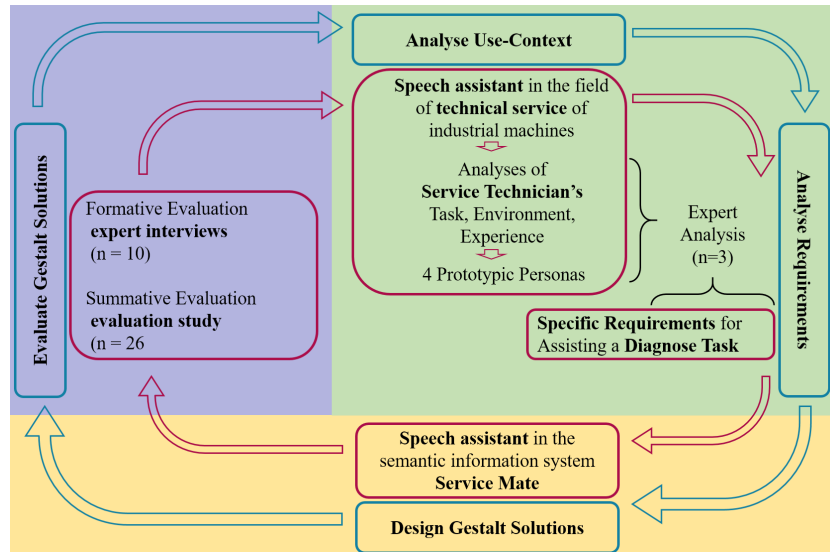 Analyse Use-Context
Speech assistant in the field
of technical service of
industrial machines
Analyses of
Service Technician's
Task, Environment,
Experience
4 Prototypic Personas
Expert
Analysis
(n=3)
Specific Requirements for
Assisting a Diagnose Task
Analyse Requirements
Speech assistant in the
semantic information system
Service Mate
Design Gestalt Solutions
Evaluate Gestalt Solutions
Formative Evaluation
expert interviews
(n = 10)
Summative Evaluation
evaluation study
(n = 26